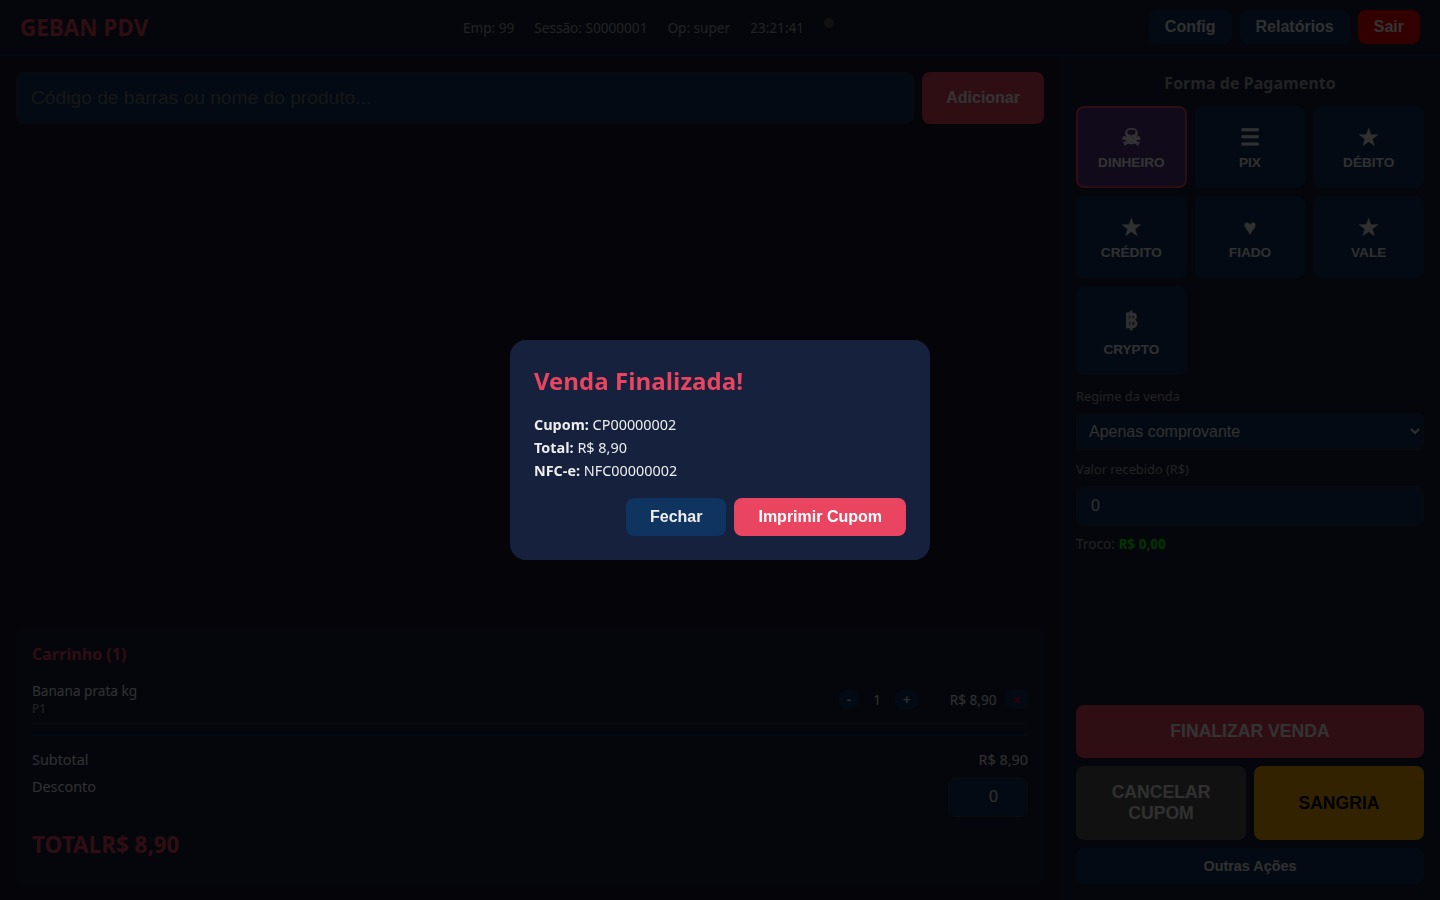 GEBAN PDV
Emp: 99 Sessão: S0000001 Op: super 23:21:41
Config Relatórios Sair
Código de barras ou nome do produto...
Adicionar
Forma de Pagamento
DINHEIRO PIX DÉBITO
CRÉDITO FIADO VALE
฿
CRYPTO
Regime da venda
Apenas comprovante
Valor recebido (R$)
0
Troco: R$ 0,00
Venda Finalizada!
Cupom: CP00000002
Total: R$ 8,90
NFC-e: NFC00000002
Fechar Imprimir Cupom
Carrinho (1)
Banana prata kg
P1
- 1 + R$ 8,90 ×
Subtotal R$ 8,90
Desconto 0
TOTALR$ 8,90
FINALIZAR VENDA
CANCELAR
CUPOM
SANGRIA
Outras Ações